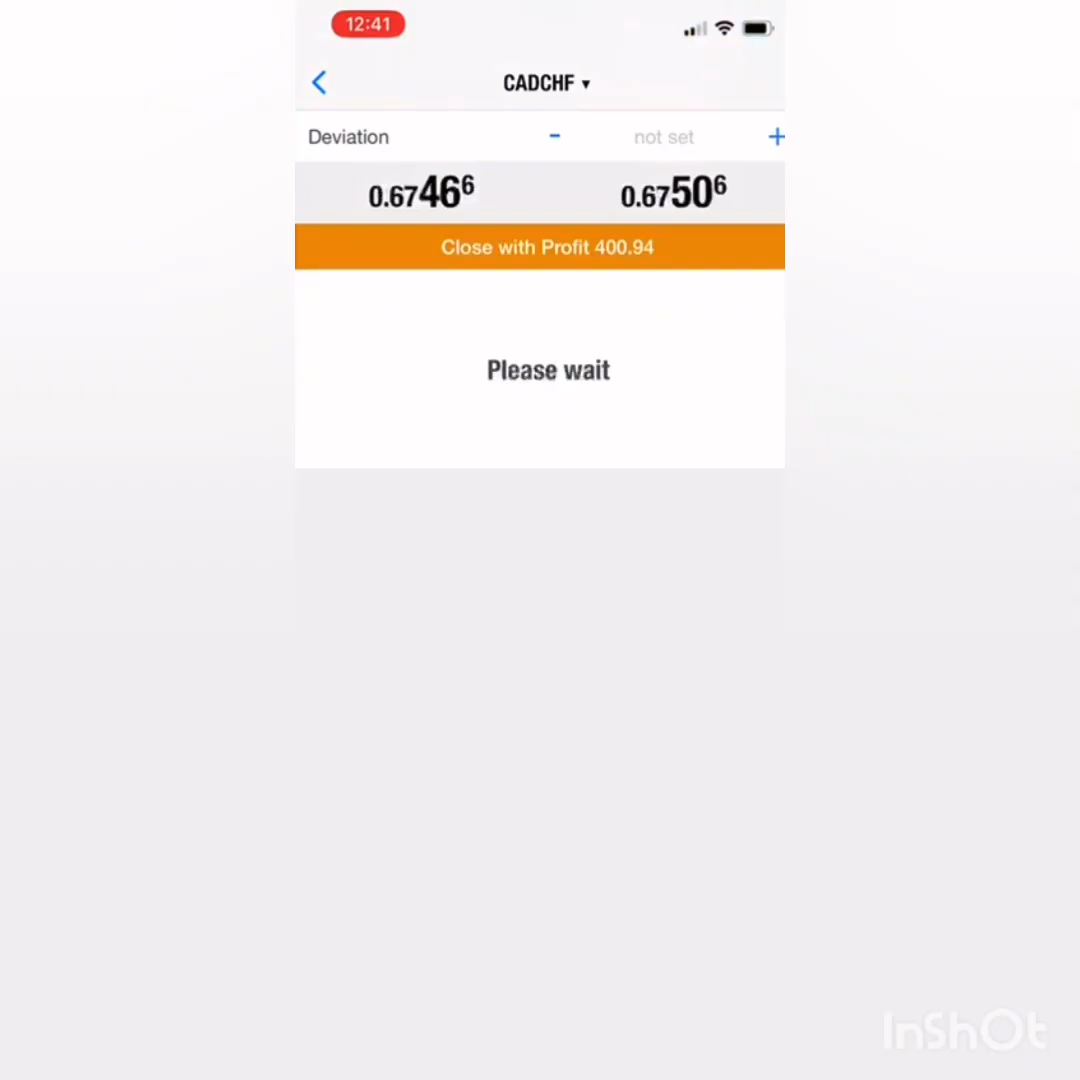 12:41
CADCHF ▾
Deviation - not set +
0.67466 0.67506
Close with Profit 400.94
Please wait
InShOt